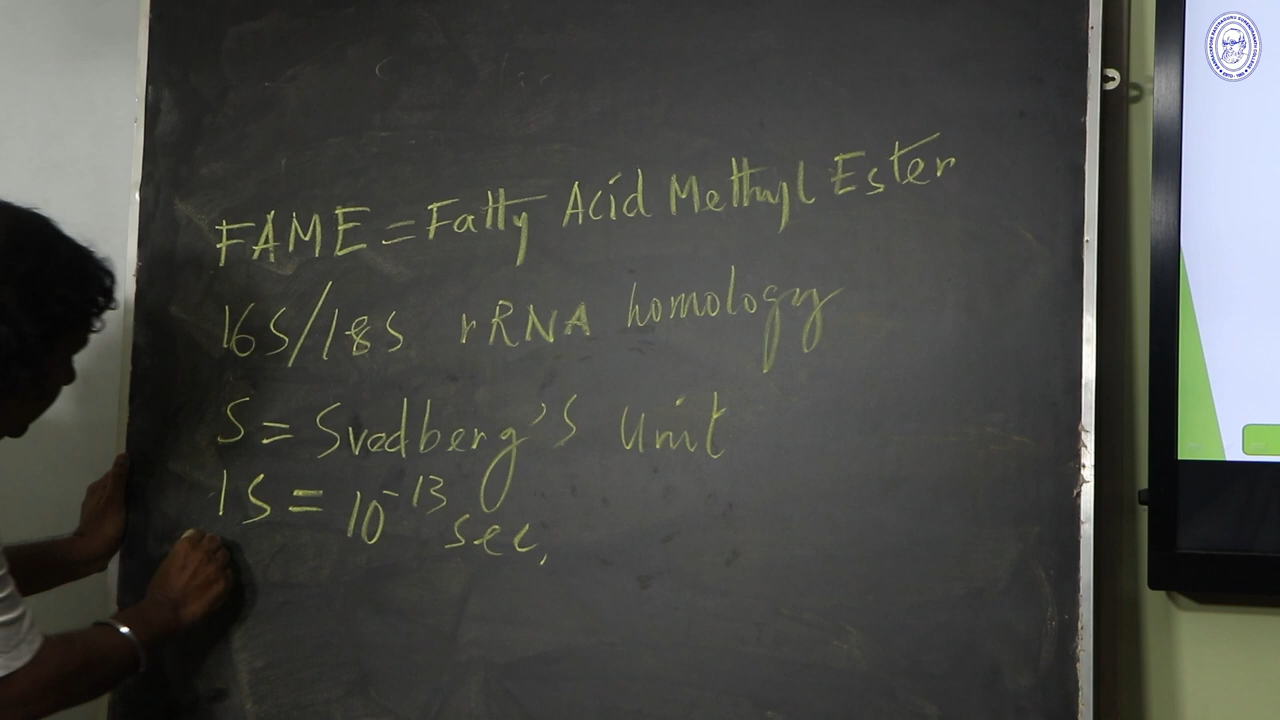 FAME = Fatty Acid Methyl Ester
16S/18S rRNA homology
S = Svedberg's Unit
1S = 10⁻¹³ sec,